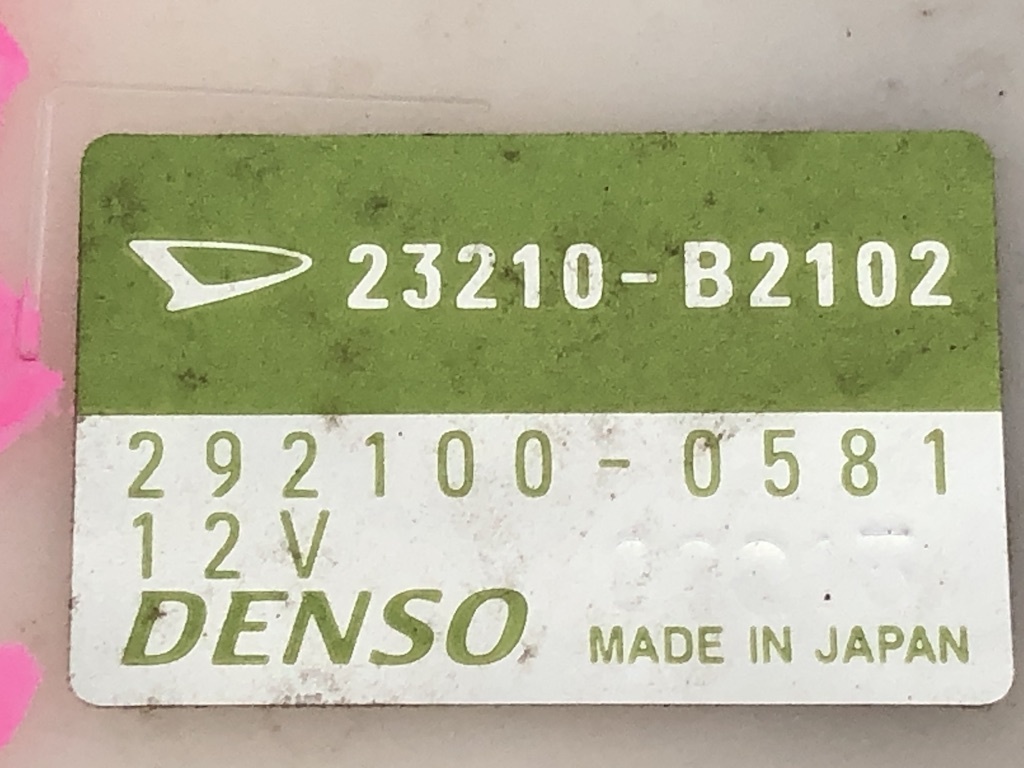 23210-B2102
292100-0581
12V
DENSO
MADE IN JAPAN